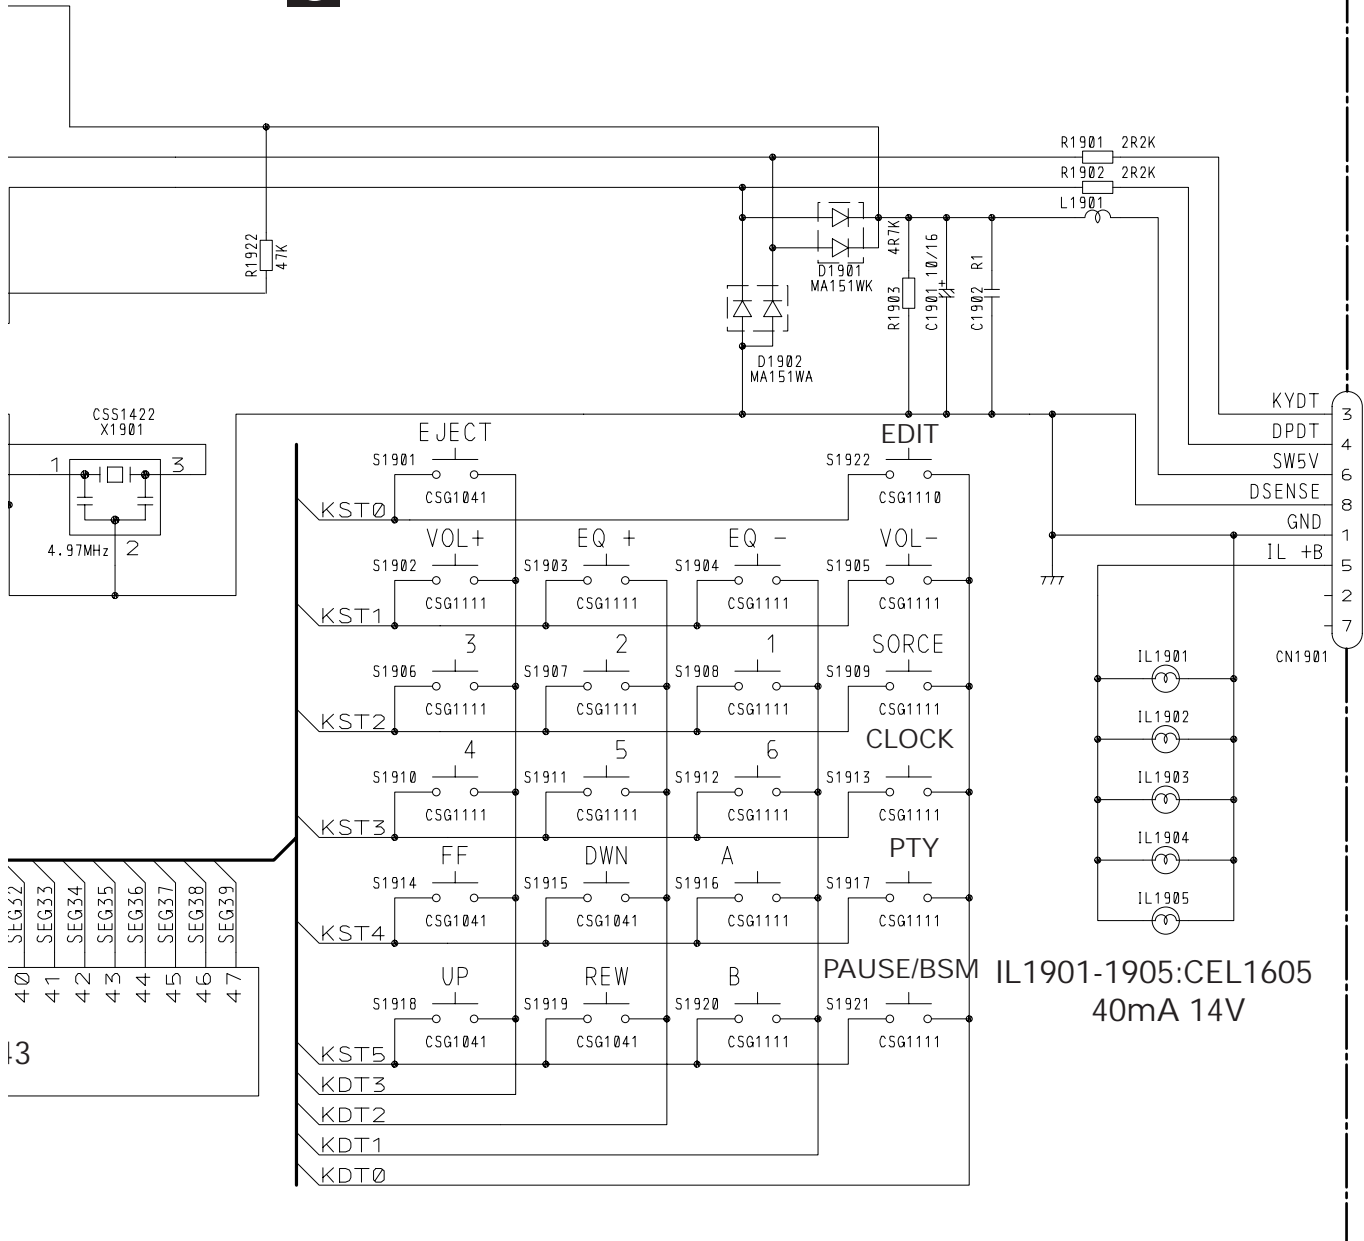 R1901 2R2K
R1902 2R2K
L1901
R1922
47K
D1901
MA151WK
4R7K
R1903
C1901 10/16
+
C1902 R1
D1902
MA151WA
CSS1422
X1901
1
3
4.97MHz
2
KYDT 3
DPDT 4
SW5V 6
DSENSE 8
GND 1
IL +B 5
2
7
CN1901
EJECT
EDIT
S1901
S1922
CSG1041
CSG1110
KST0
VOL+ EQ + EQ - VOL-
S1902 S1903 S1904 S1905
CSG1111 CSG1111 CSG1111 CSG1111
KST1
3 2 1 SORCE
S1906 S1907 S1908 S1909
CSG1111 CSG1111 CSG1111 CSG1111
KST2
4 5 6 CLOCK
S1910 S1911 S1912 S1913
CSG1111 CSG1111 CSG1111 CSG1111
KST3
FF DWN A PTY
S1914 S1915 S1916 S1917
CSG1041 CSG1041 CSG1111 CSG1111
KST4
UP REW B PAUSE/BSM
S1918 S1919 S1920 S1921
CSG1041 CSG1041 CSG1111 CSG1111
KST5
KDT3
KDT2
KDT1
KDT0
IL1901
IL1902
IL1903
IL1904
IL1905
IL1901-1905:CEL1605
40mA 14V
SEG32 SEG33 SEG34 SEG35 SEG36 SEG37 SEG38 SEG39
40 41 42 43 44 45 46 47